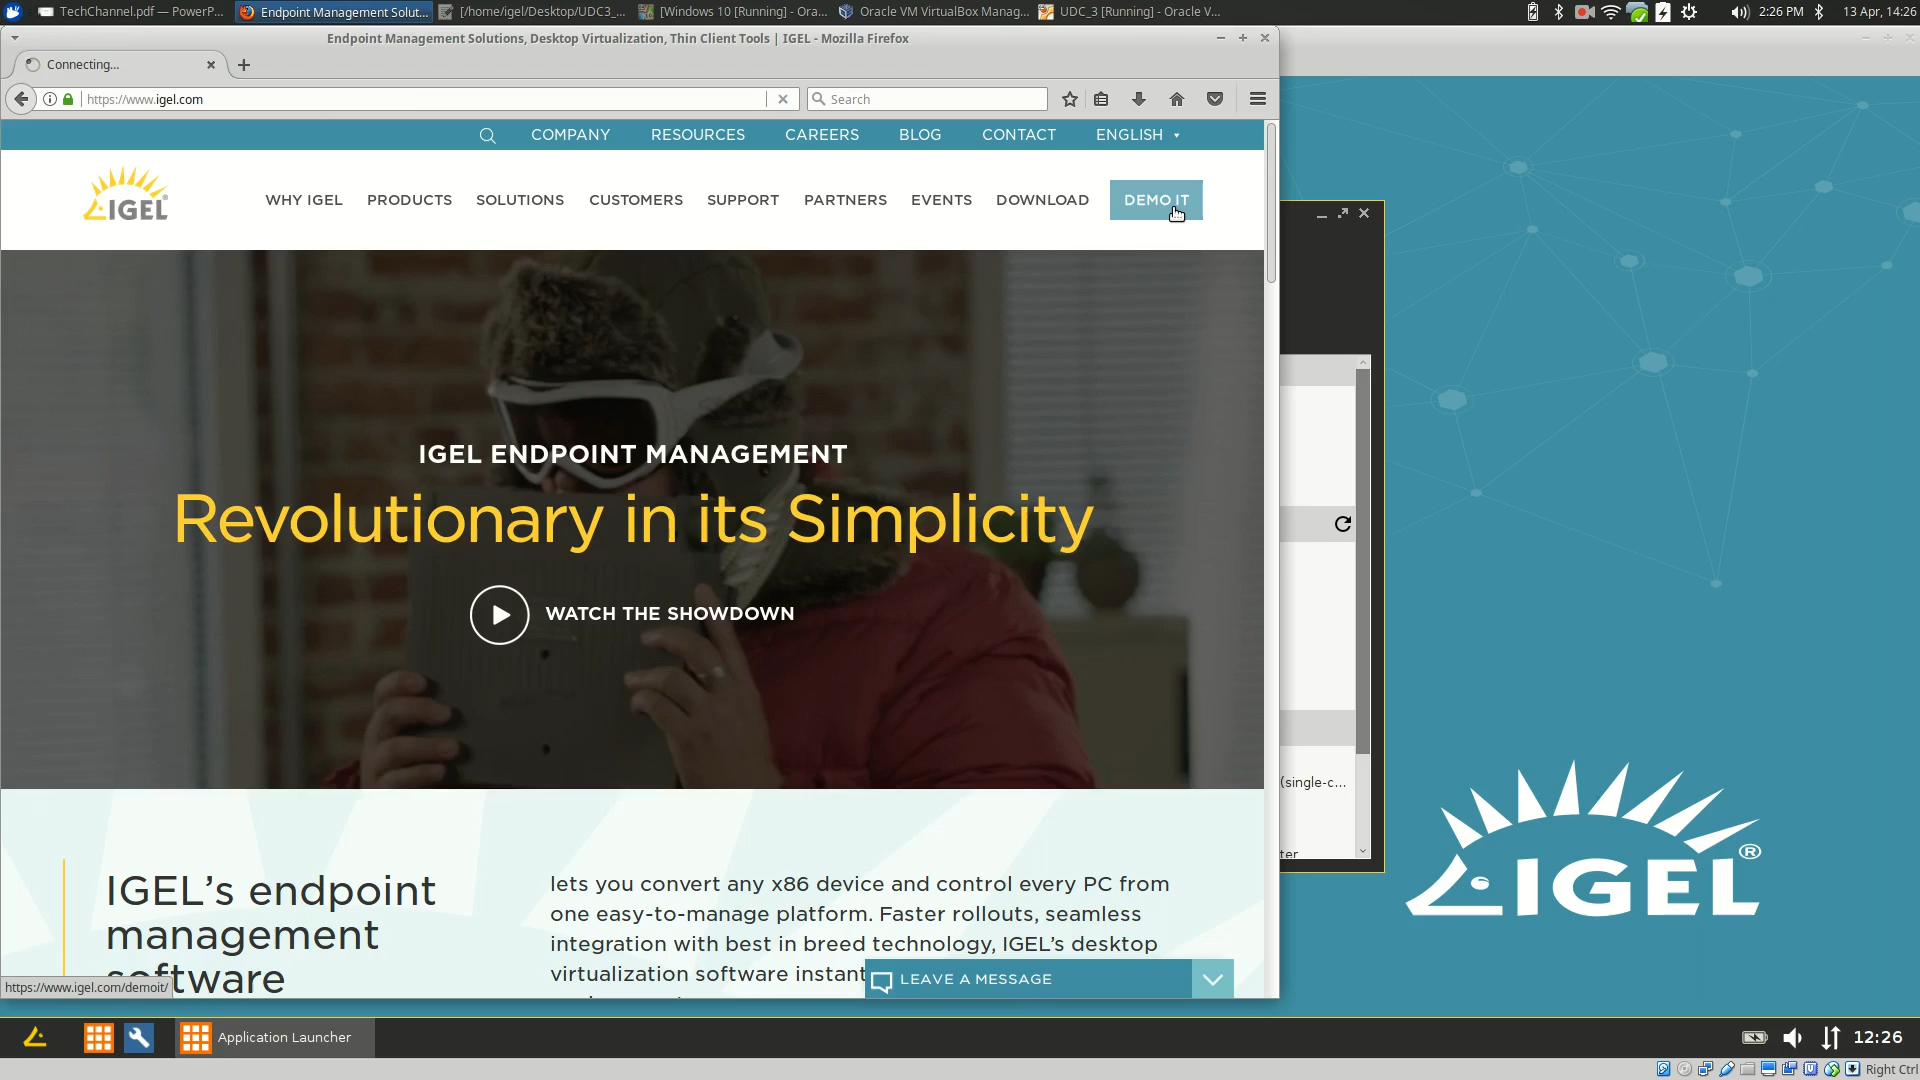 TechChannel.pdf — PowerP...
Endpoint Management Solut...
[/home/igel/Desktop/UDC3_...
[Windows 10 [Running] - Ora...
Oracle VM VirtualBox Manag...
UDC_3 [Running] - Oracle V...
2:26 PM
13 Apr, 14:26
Endpoint Management Solutions, Desktop Virtualization, Thin Client Tools | IGEL - Mozilla Firefox
Connecting...
https://www.igel.com
Search
COMPANY
RESOURCES
CAREERS
BLOG
CONTACT
ENGLISH
IGEL
WHY IGEL
PRODUCTS
SOLUTIONS
CUSTOMERS
SUPPORT
PARTNERS
EVENTS
DOWNLOAD
DEMO IT
IGEL ENDPOINT MANAGEMENT
Revolutionary in its Simplicity
WATCH THE SHOWDOWN
IGEL's endpoint
management
software
lets you convert any x86 device and control every PC from
one easy-to-manage platform. Faster rollouts, seamless
integration with best in breed technology, IGEL's desktop
virtualization software instant
LEAVE A MESSAGE
https://www.igel.com/demoit/
(single-c...
ter
IGEL®
Application Launcher
12:26
Right Ctrl